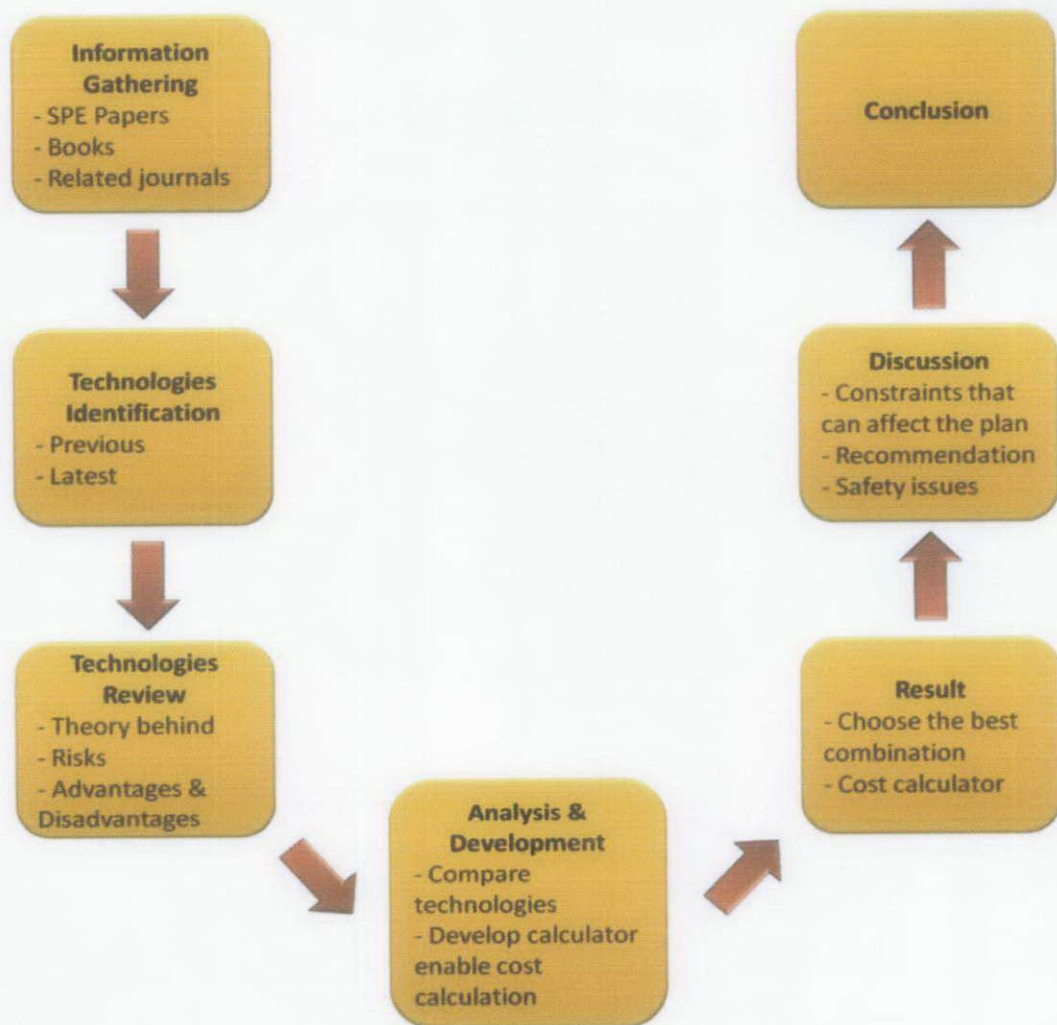 Information
Gathering
- SPE Papers
- Books
- Related journals
Technologies
Identification
- Previous
- Latest
Technologies
Review
- Theory behind
- Risks
- Advantages &
Disadvantages
Analysis &
Development
- Compare
technologies
- Develop calculator
enable cost
calculation
Result
- Choose the best
combination
- Cost calculator
Discussion
- Constraints that
can affect the plan
- Recommendation
- Safety issues
Conclusion